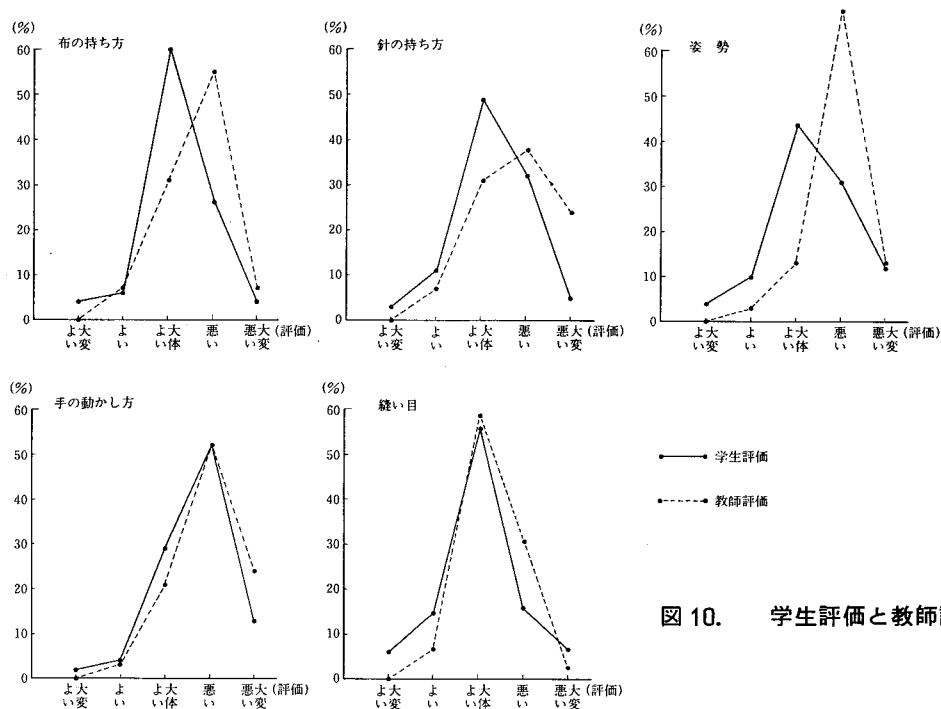 (%)
布の持ち方
60
50
40
30
20
10
0
大変よい
よい
大体よい
悪い
大変悪い
(評価)
(%)
針の持ち方
60
50
40
30
20
10
0
大変よい
よい
大体よい
悪い
大変悪い
(評価)
(%)
姿 勢
60
50
40
30
20
10
0
大変よい
よい
大体よい
悪い
大変悪い
(評価)
(%)
手の動かし方
60
50
40
30
20
10
0
大変よい
よい
大体よい
悪い
大変悪い
(評価)
(%)
縫い目
60
50
40
30
20
10
0
大変よい
よい
大体よい
悪い
大変悪い
(評価)
学生評価
教師評価
図10. 学生評価と教師